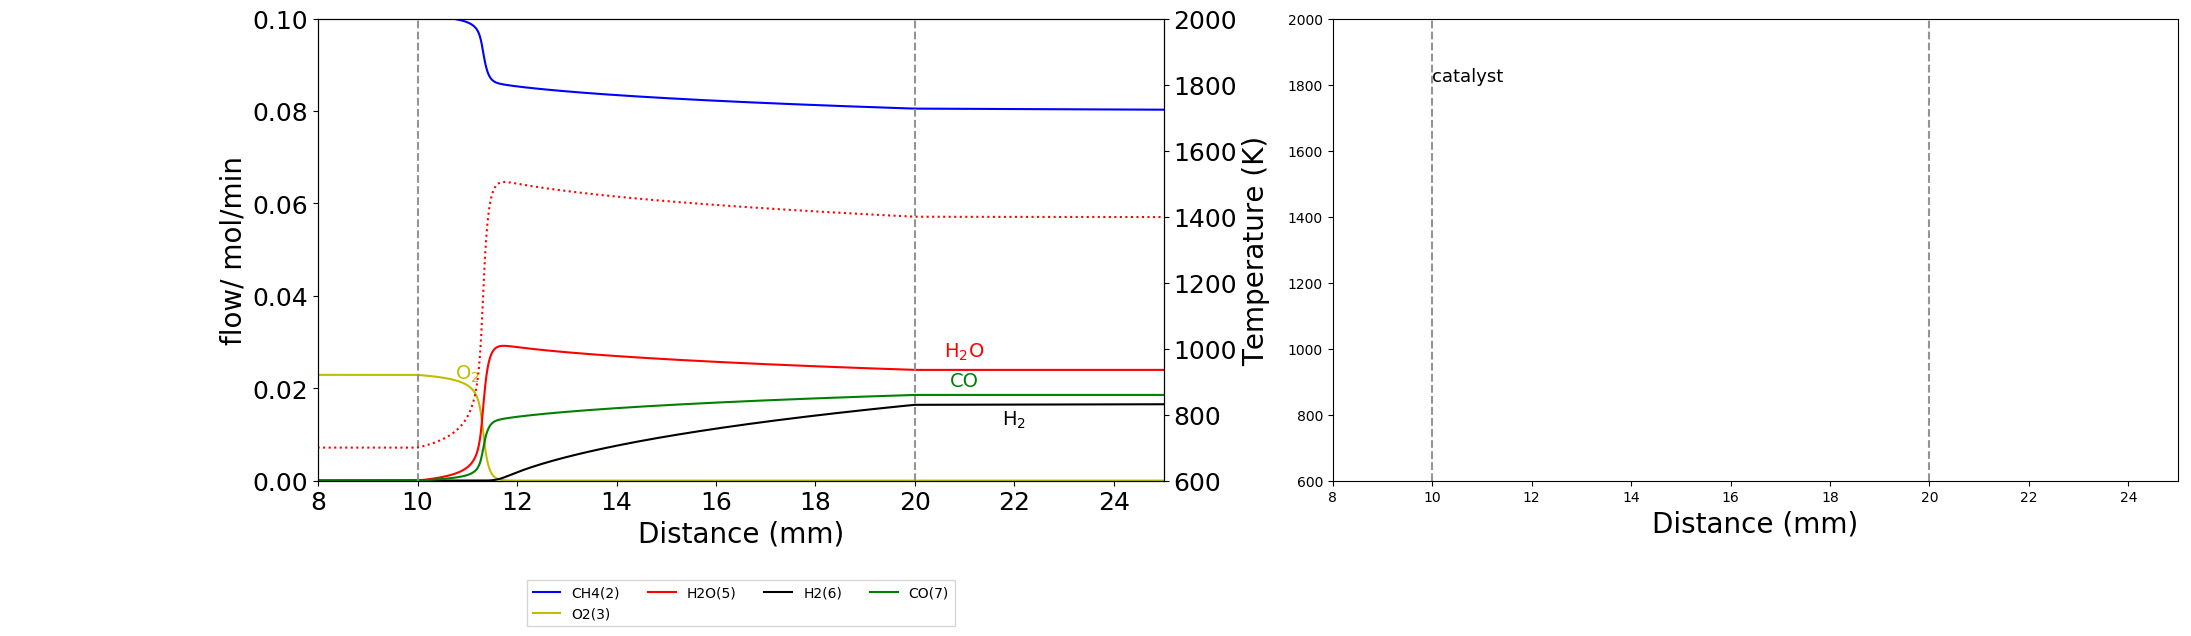 flow/ mol/min
0.10
0.08
0.06
0.04
0.02
0.00
8 10 12 14 16 18 20 22 24
Distance (mm)
O₂
H₂O
CO
H₂
2000
1800
1600
1400
1200
1000
800
600
Temperature (K)
CH4(2) H2O(5) H2(6) CO(7)
O2(3)
2000
1800
1600
1400
1200
1000
800
600
catalyst
8 10 12 14 16 18 20 22 24
Distance (mm)